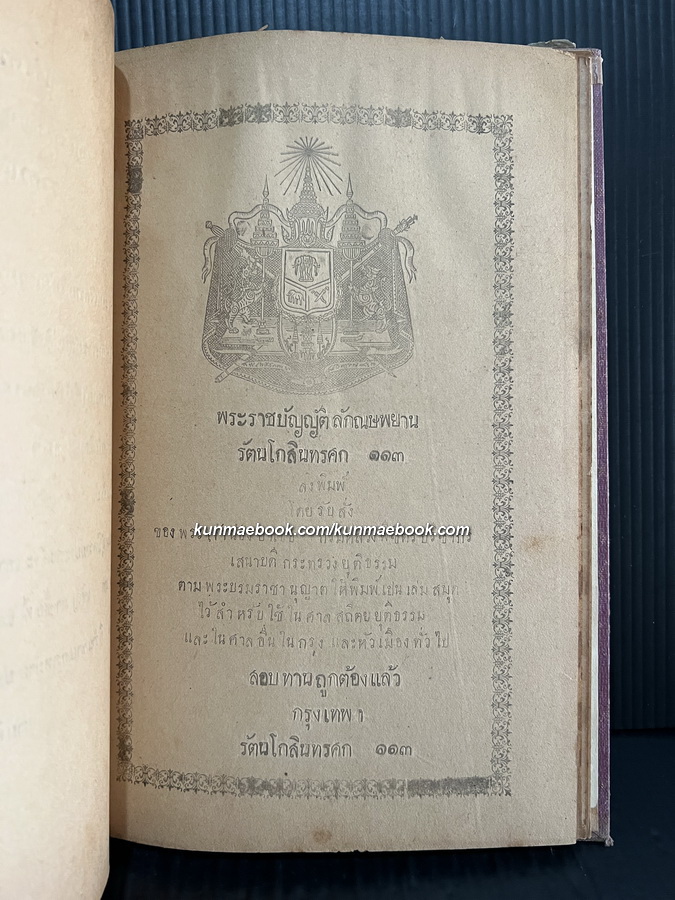 พระราชบัญญัติ ลักณษพยาน
รัตนโกสินทรศก ๑๑๓
ลงพิมพ์
โดย รับ สั่ง
ของ
kunmaebook.com/kunmaebook.com
เสนาบดี กระทรวง ยุติธรรม
ตาม พระบรมราชา นุญาต ให้พิมพ์ เปน เล่ม สมุด
ไว้ สำ หรับ ใช้ ใน ศาล สถิตย ยุติธรรม
และ ใน ศาล อื่น ใน กรุง และ หัวเมือง ทั่ว ไป
สอบ ทาน ถูกต้อง แล้ว
กรุงเทพ ฯ
รัตนโกสินทรศก ๑๑๓